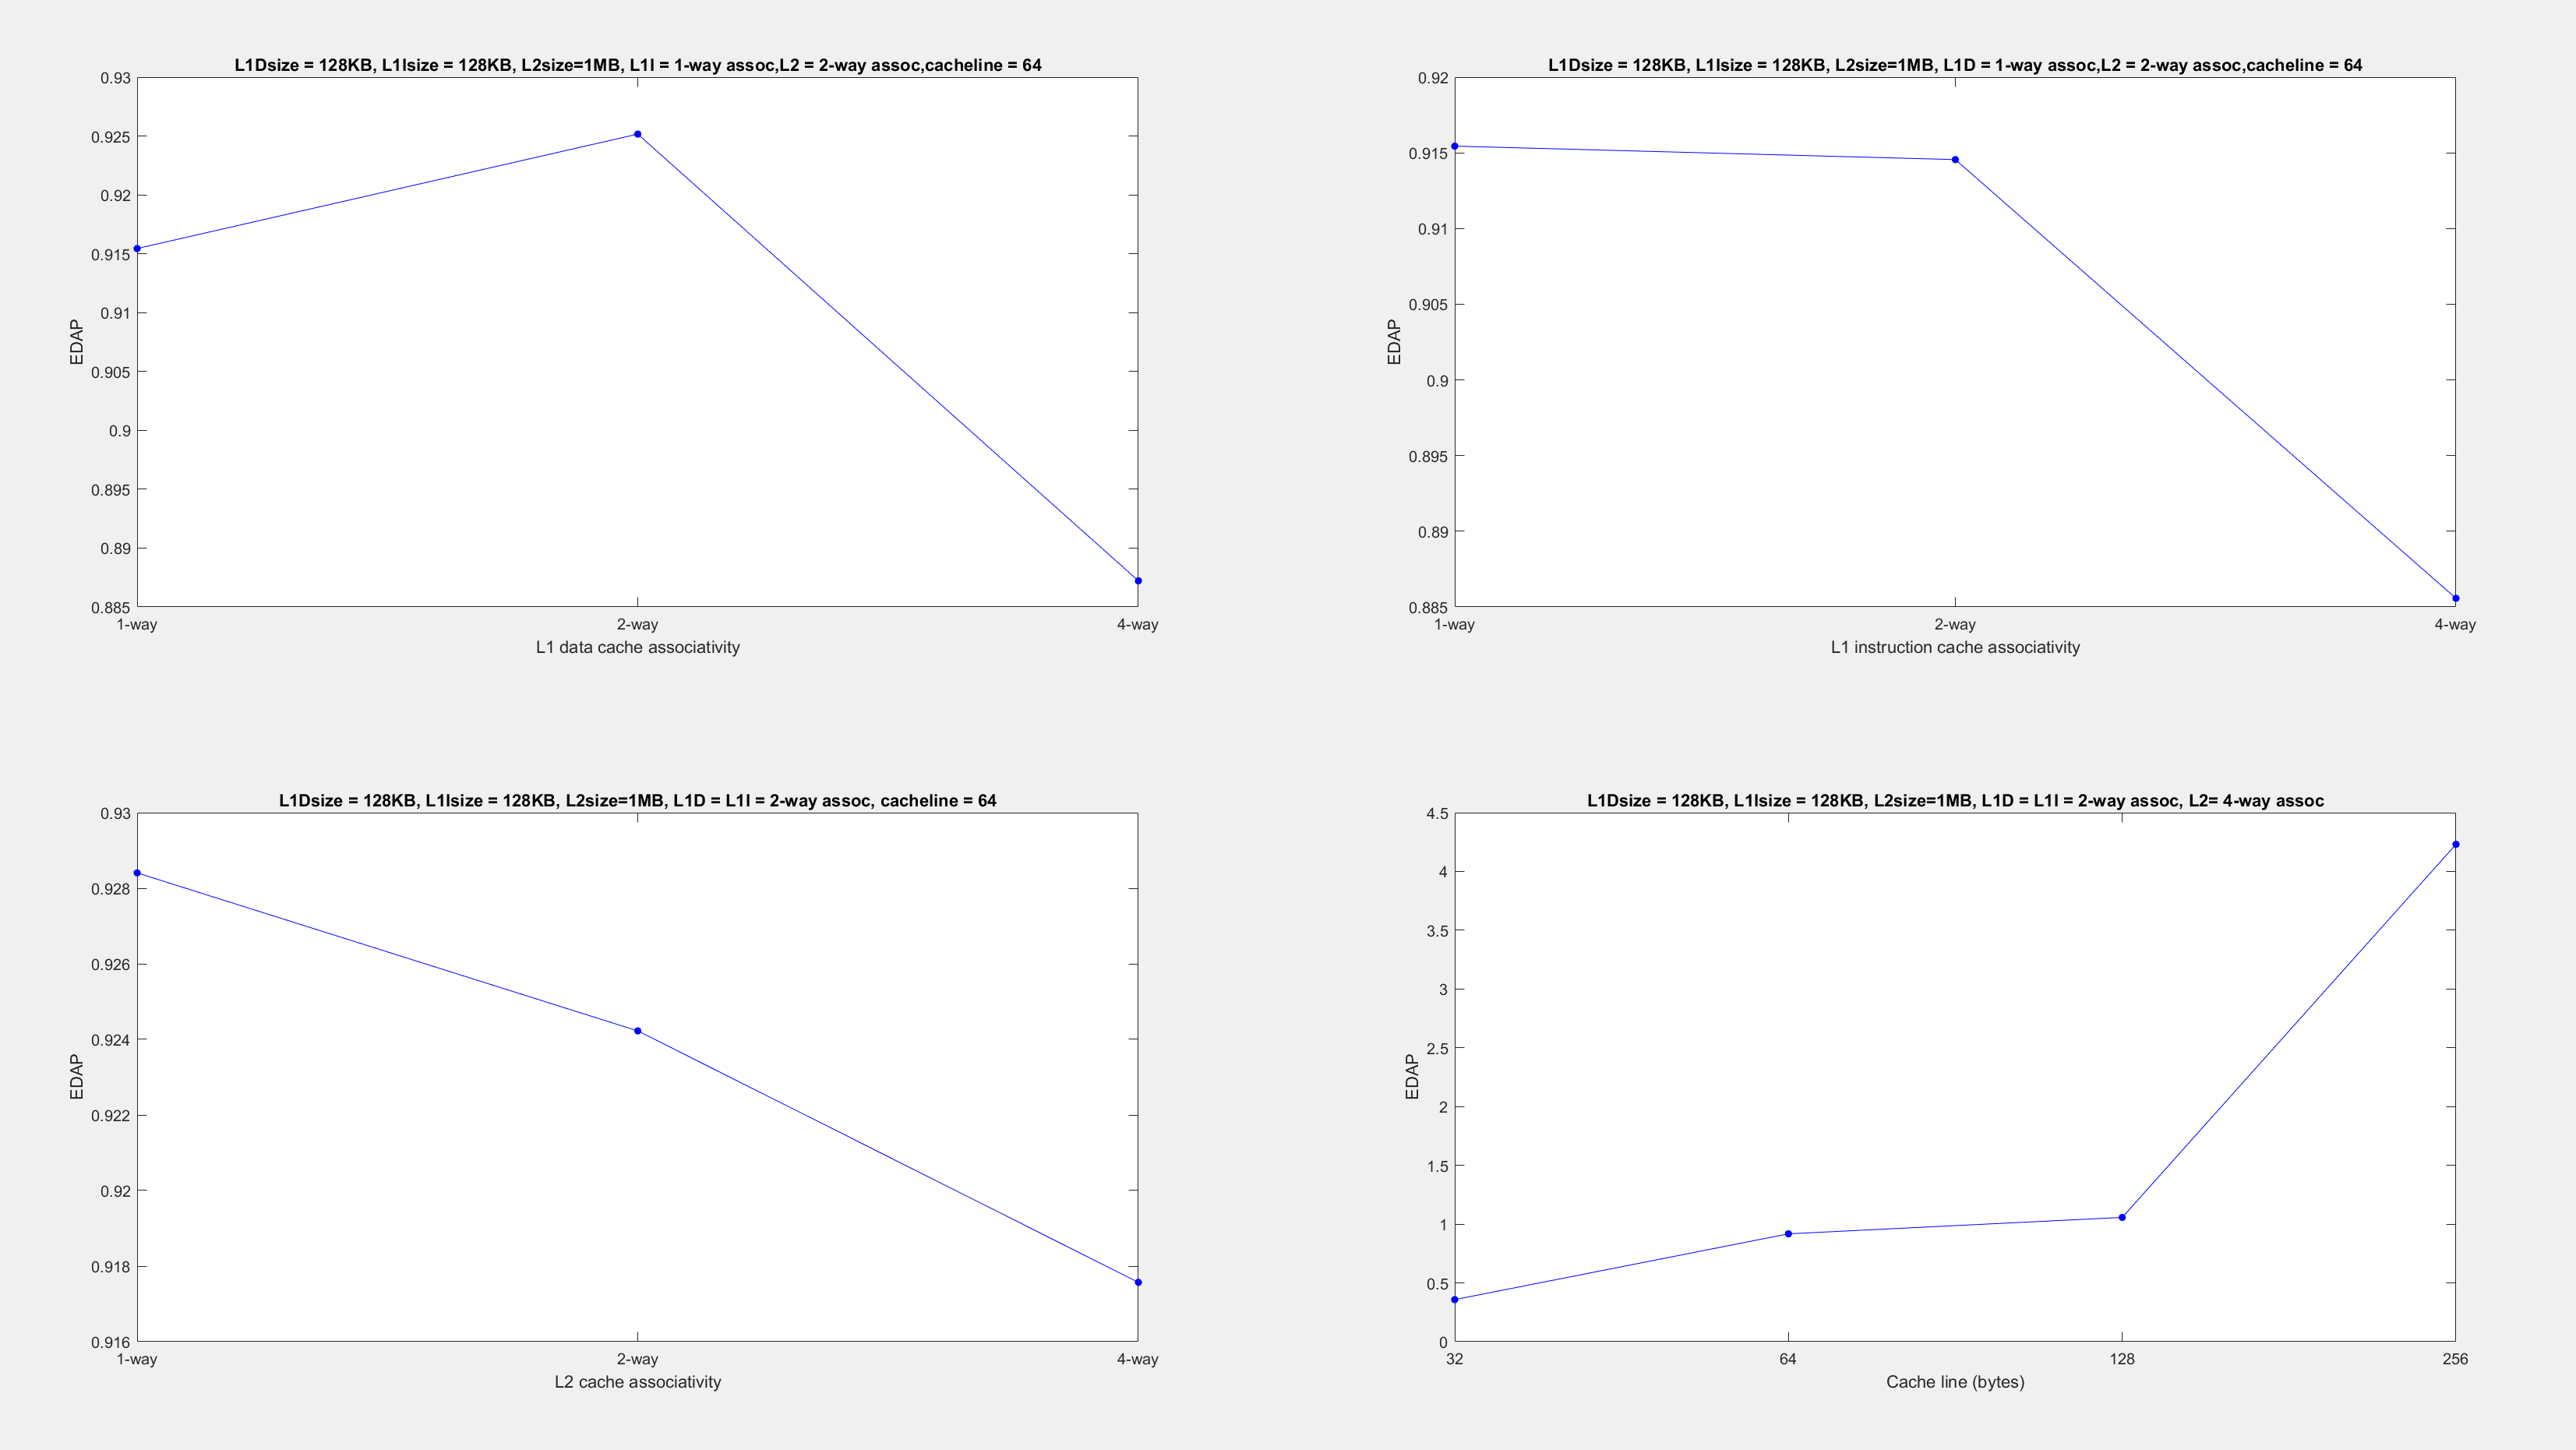 L1Dsize = 128KB, L1Isize = 128KB, L2size=1MB, L1I = 1-way assoc,L2 = 2-way assoc,cacheline = 64
0.93
0.925
0.92
0.915
0.91
0.905
0.9
0.895
0.89
0.885
EDAP
1-way 2-way 4-way
L1 data cache associativity
L1Dsize = 128KB, L1Isize = 128KB, L2size=1MB, L1D = 1-way assoc,L2 = 2-way assoc,cacheline = 64
0.92
0.915
0.91
0.905
0.9
0.895
0.89
0.885
EDAP
1-way 2-way 4-way
L1 instruction cache associativity
L1Dsize = 128KB, L1Isize = 128KB, L2size=1MB, L1D = L1I = 2-way assoc, cacheline = 64
0.93
0.928
0.926
0.924
0.922
0.92
0.918
0.916
EDAP
1-way 2-way 4-way
L2 cache associativity
L1Dsize = 128KB, L1Isize = 128KB, L2size=1MB, L1D = L1I = 2-way assoc, L2= 4-way assoc
4.5
4
3.5
3
2.5
2
1.5
1
0.5
0
EDAP
32 64 128 256
Cache line (bytes)